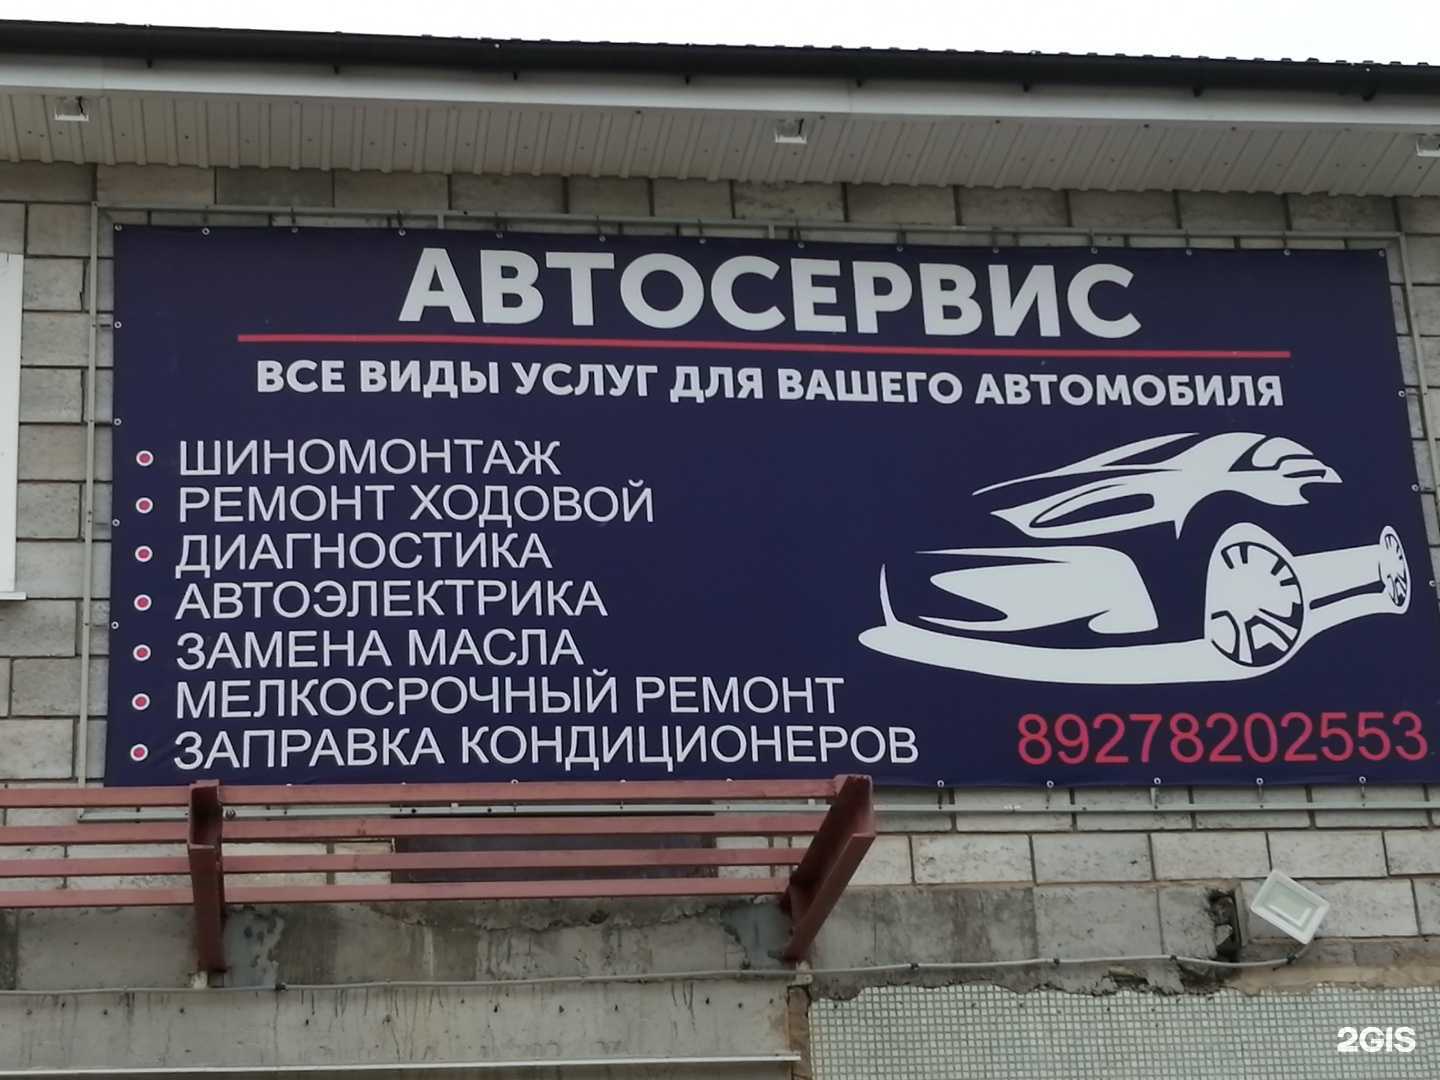 АВТОСЕРВИС
ВСЕ ВИДЫ УСЛУГ ДЛЯ ВАШЕГО АВТОМОБИЛЯ
• ШИНОМОНТАЖ
• РЕМОНТ ХОДОВОЙ
• ДИАГНОСТИКА
• АВТОЭЛЕКТРИКА
• ЗАМЕНА МАСЛА
• МЕЛКОСРОЧНЫЙ РЕМОНТ
• ЗАПРАВКА КОНДИЦИОНЕРОВ
89278202553
2GIS